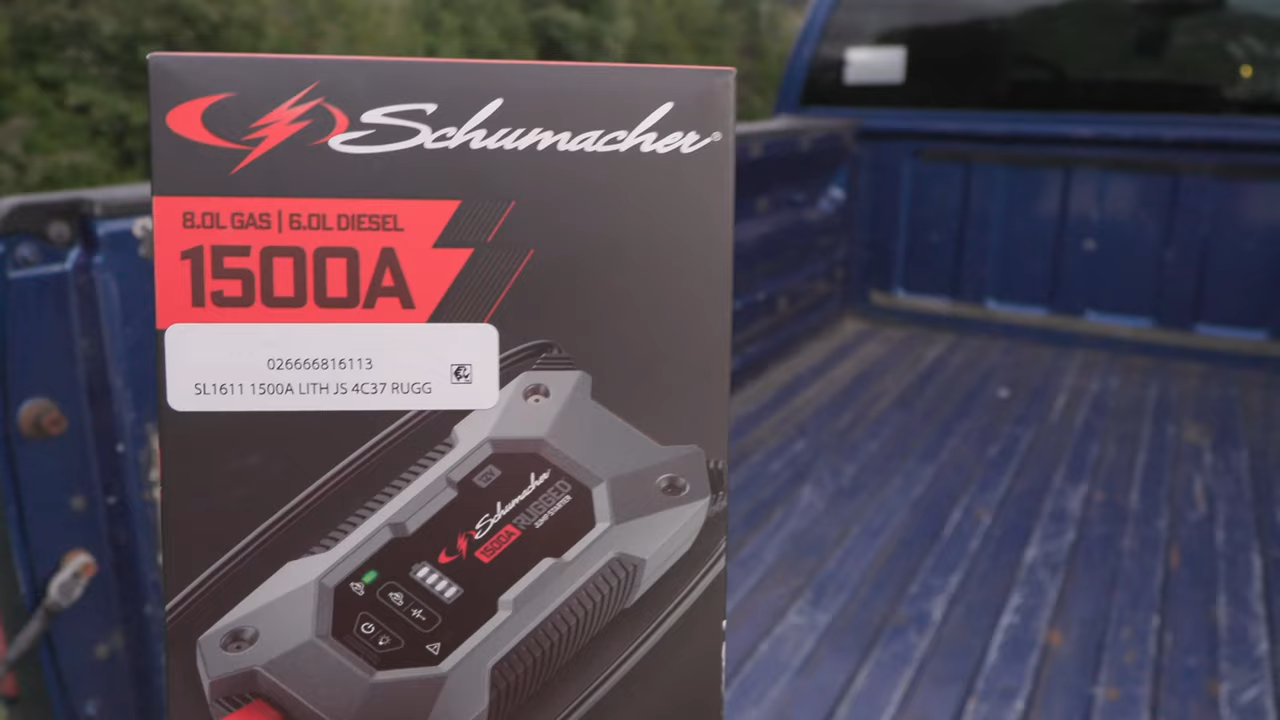 Schumacher®
8.0L GAS | 6.0L DIESEL
1500A
026666816113
SL1611 1500A LITH JS 4C37 RUGG
12V
Schumacher
1500A RUGGED
JUMP STARTER